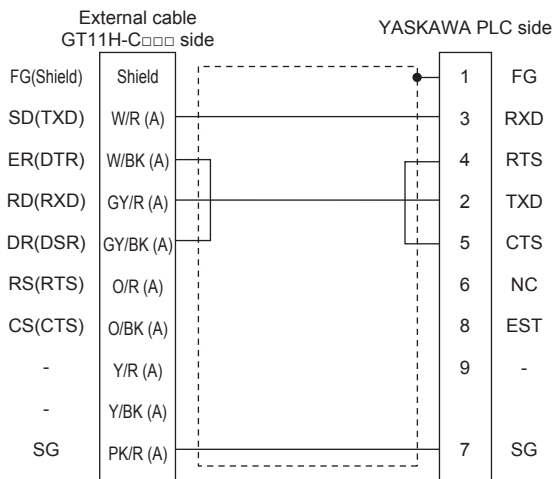 External cable
GT11H-C□□□ side
YASKAWA PLC side
FG(Shield) Shield 1 FG
SD(TXD) W/R (A) 3 RXD
ER(DTR) W/BK (A) 4 RTS
RD(RXD) GY/R (A) 2 TXD
DR(DSR) GY/BK (A) 5 CTS
RS(RTS) O/R (A) 6 NC
CS(CTS) O/BK (A) 8 EST
- Y/R (A) 9 -
- Y/BK (A)
SG PK/R (A) 7 SG